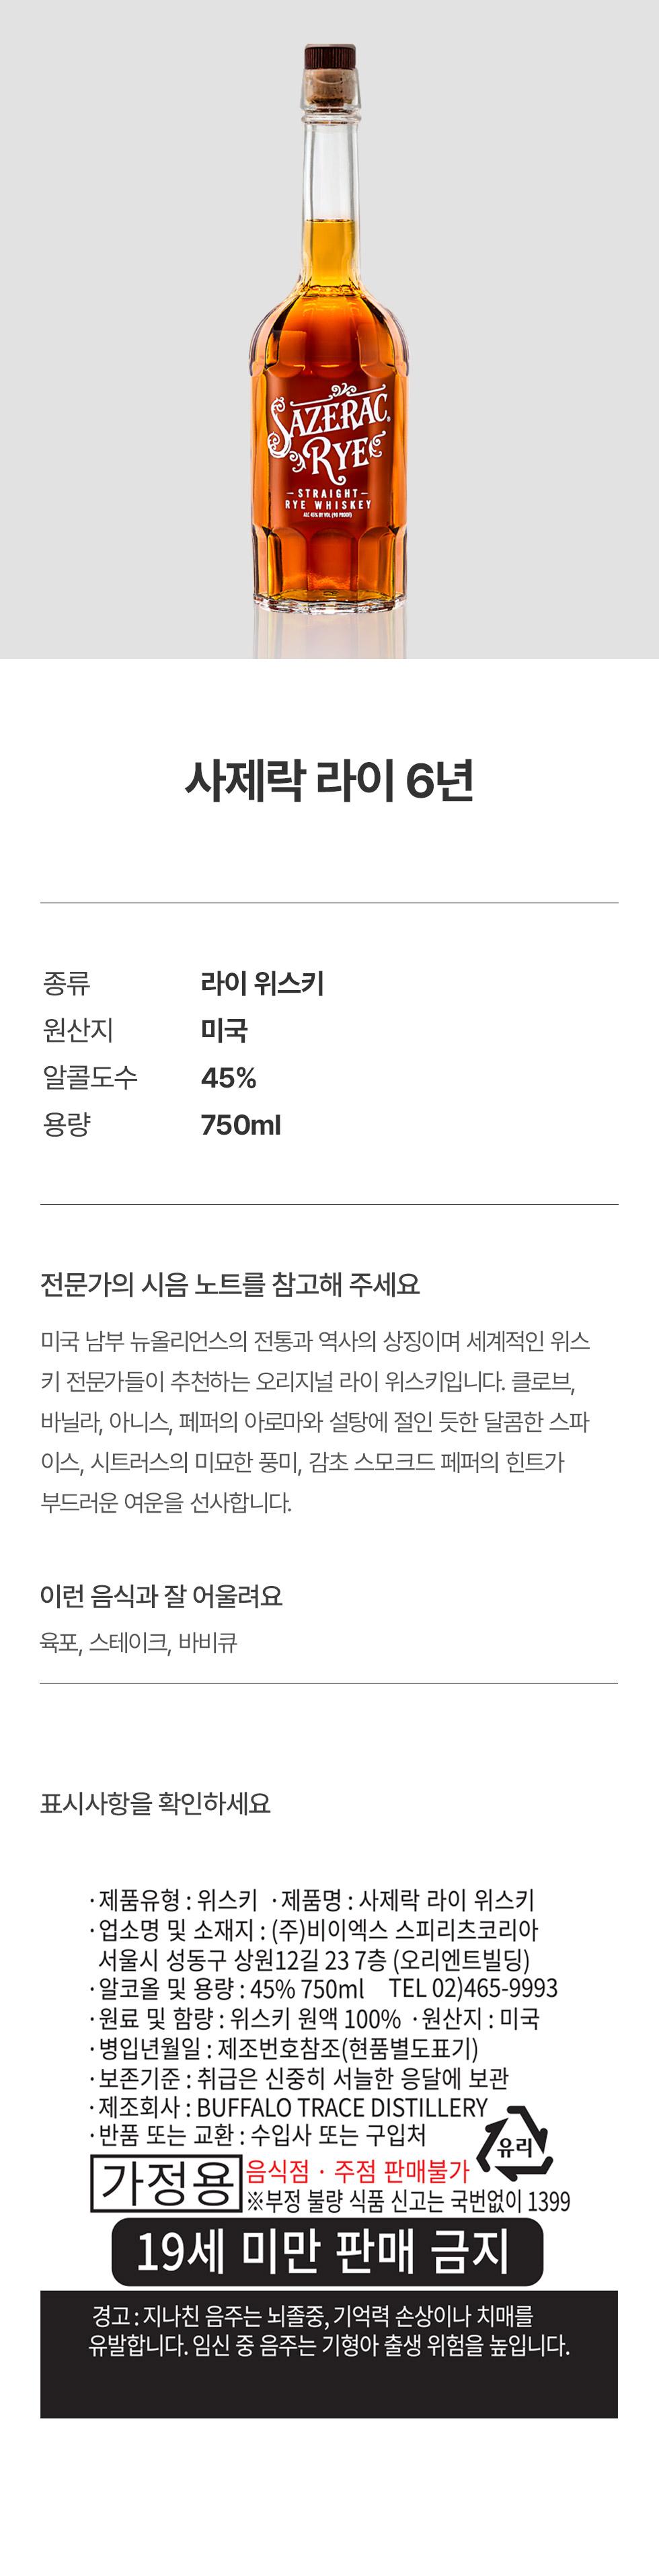 SAZERAC
RYE
STRAIGHT
RYE WHISKEY
ALC 45% BY VOL (90 PROOF)
사제락 라이 6년
종류 라이 위스키
원산지 미국
알콜도수 45%
용량 750ml
전문가의 시음 노트를 참고해 주세요
미국 남부 뉴올리언스의 전통과 역사의 상징이며 세계적인 위스
키 전문가들이 추천하는 오리지널 라이 위스키입니다. 클로브,
바닐라, 아니스, 페퍼의 아로마와 설탕에 절인 듯한 달콤한 스파
이스, 시트러스의 미묘한 풍미, 감초 스모크드 페퍼의 힌트가
부드러운 여운을 선사합니다.
이런 음식과 잘 어울려요
육포, 스테이크, 바비큐
표시사항을 확인하세요
·제품유형 : 위스키 ·제품명 : 사제락 라이 위스키
·업소명 및 소재지 : (주)비이엑스 스피리츠코리아
서울시 성동구 상원12길 23 7층 (오리엔트빌딩)
·알코올 및 용량 : 45% 750ml TEL 02)465-9993
·원료 및 함량 : 위스키 원액 100% ·원산지 : 미국
·병입년월일 : 제조번호참조(현품별도표기)
·보존기준 : 취급은 신중히 서늘한 응달에 보관
·제조회사 : BUFFALO TRACE DISTILLERY
·반품 또는 교환 : 수입사 또는 구입처
유리
가정용 음식점 · 주점 판매불가
※부정 불량 식품 신고는 국번없이 1399
19세 미만 판매 금지
경고 : 지나친 음주는 뇌졸중, 기억력 손상이나 치매를
유발합니다. 임신 중 음주는 기형아 출생 위험을 높입니다.